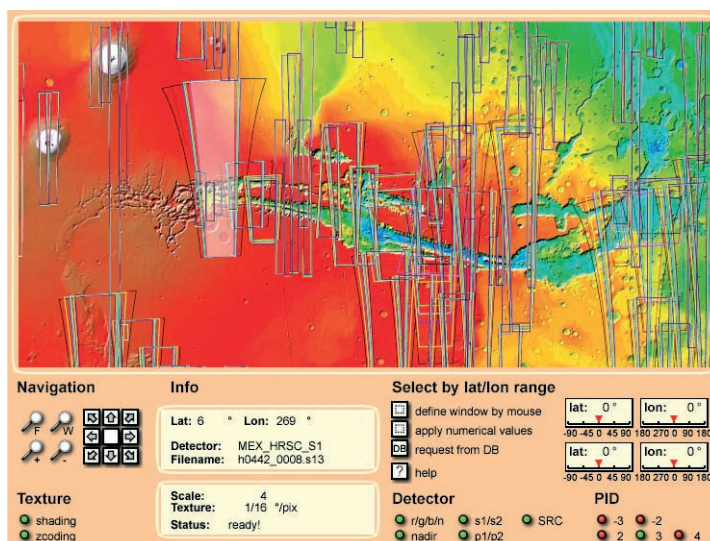 Navigation
F W
+ -
Info
Lat: 6 ° Lon: 269 °
Detector: MEX_HRSC_S1
Filename: h0442_0008.s13
Select by lat/lon range
define window by mouse
apply numerical values
DB request from DB
? help
lat: 0 ° lon: 0 °
-90 -45 0 45 90 180 270 0 90 180
lat: 0 ° lon: 0 °
-90 -45 0 45 90 180 270 0 90 180
Texture
shading
zcoding
Scale: 4
Texture: 1/16 °/pix
Status: ready!
Detector
r/g/b/n s1/s2 SRC
nadir p1/p2
PID
-3 -2
2 3 4